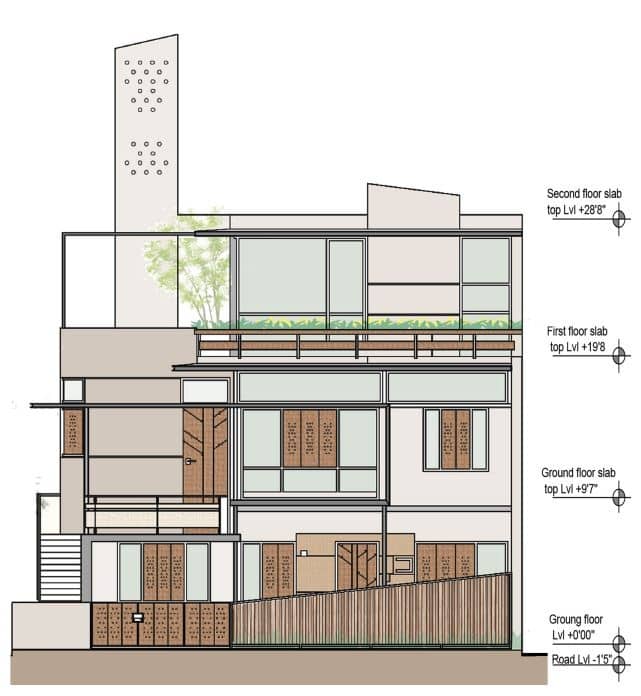 Second floor slab
top Lvl +28'8"
First floor slab
top Lvl +19'8
Ground floor slab
top Lvl +9'7"
Groung floor
Lvl +0'00"
Road Lvl -1'5"